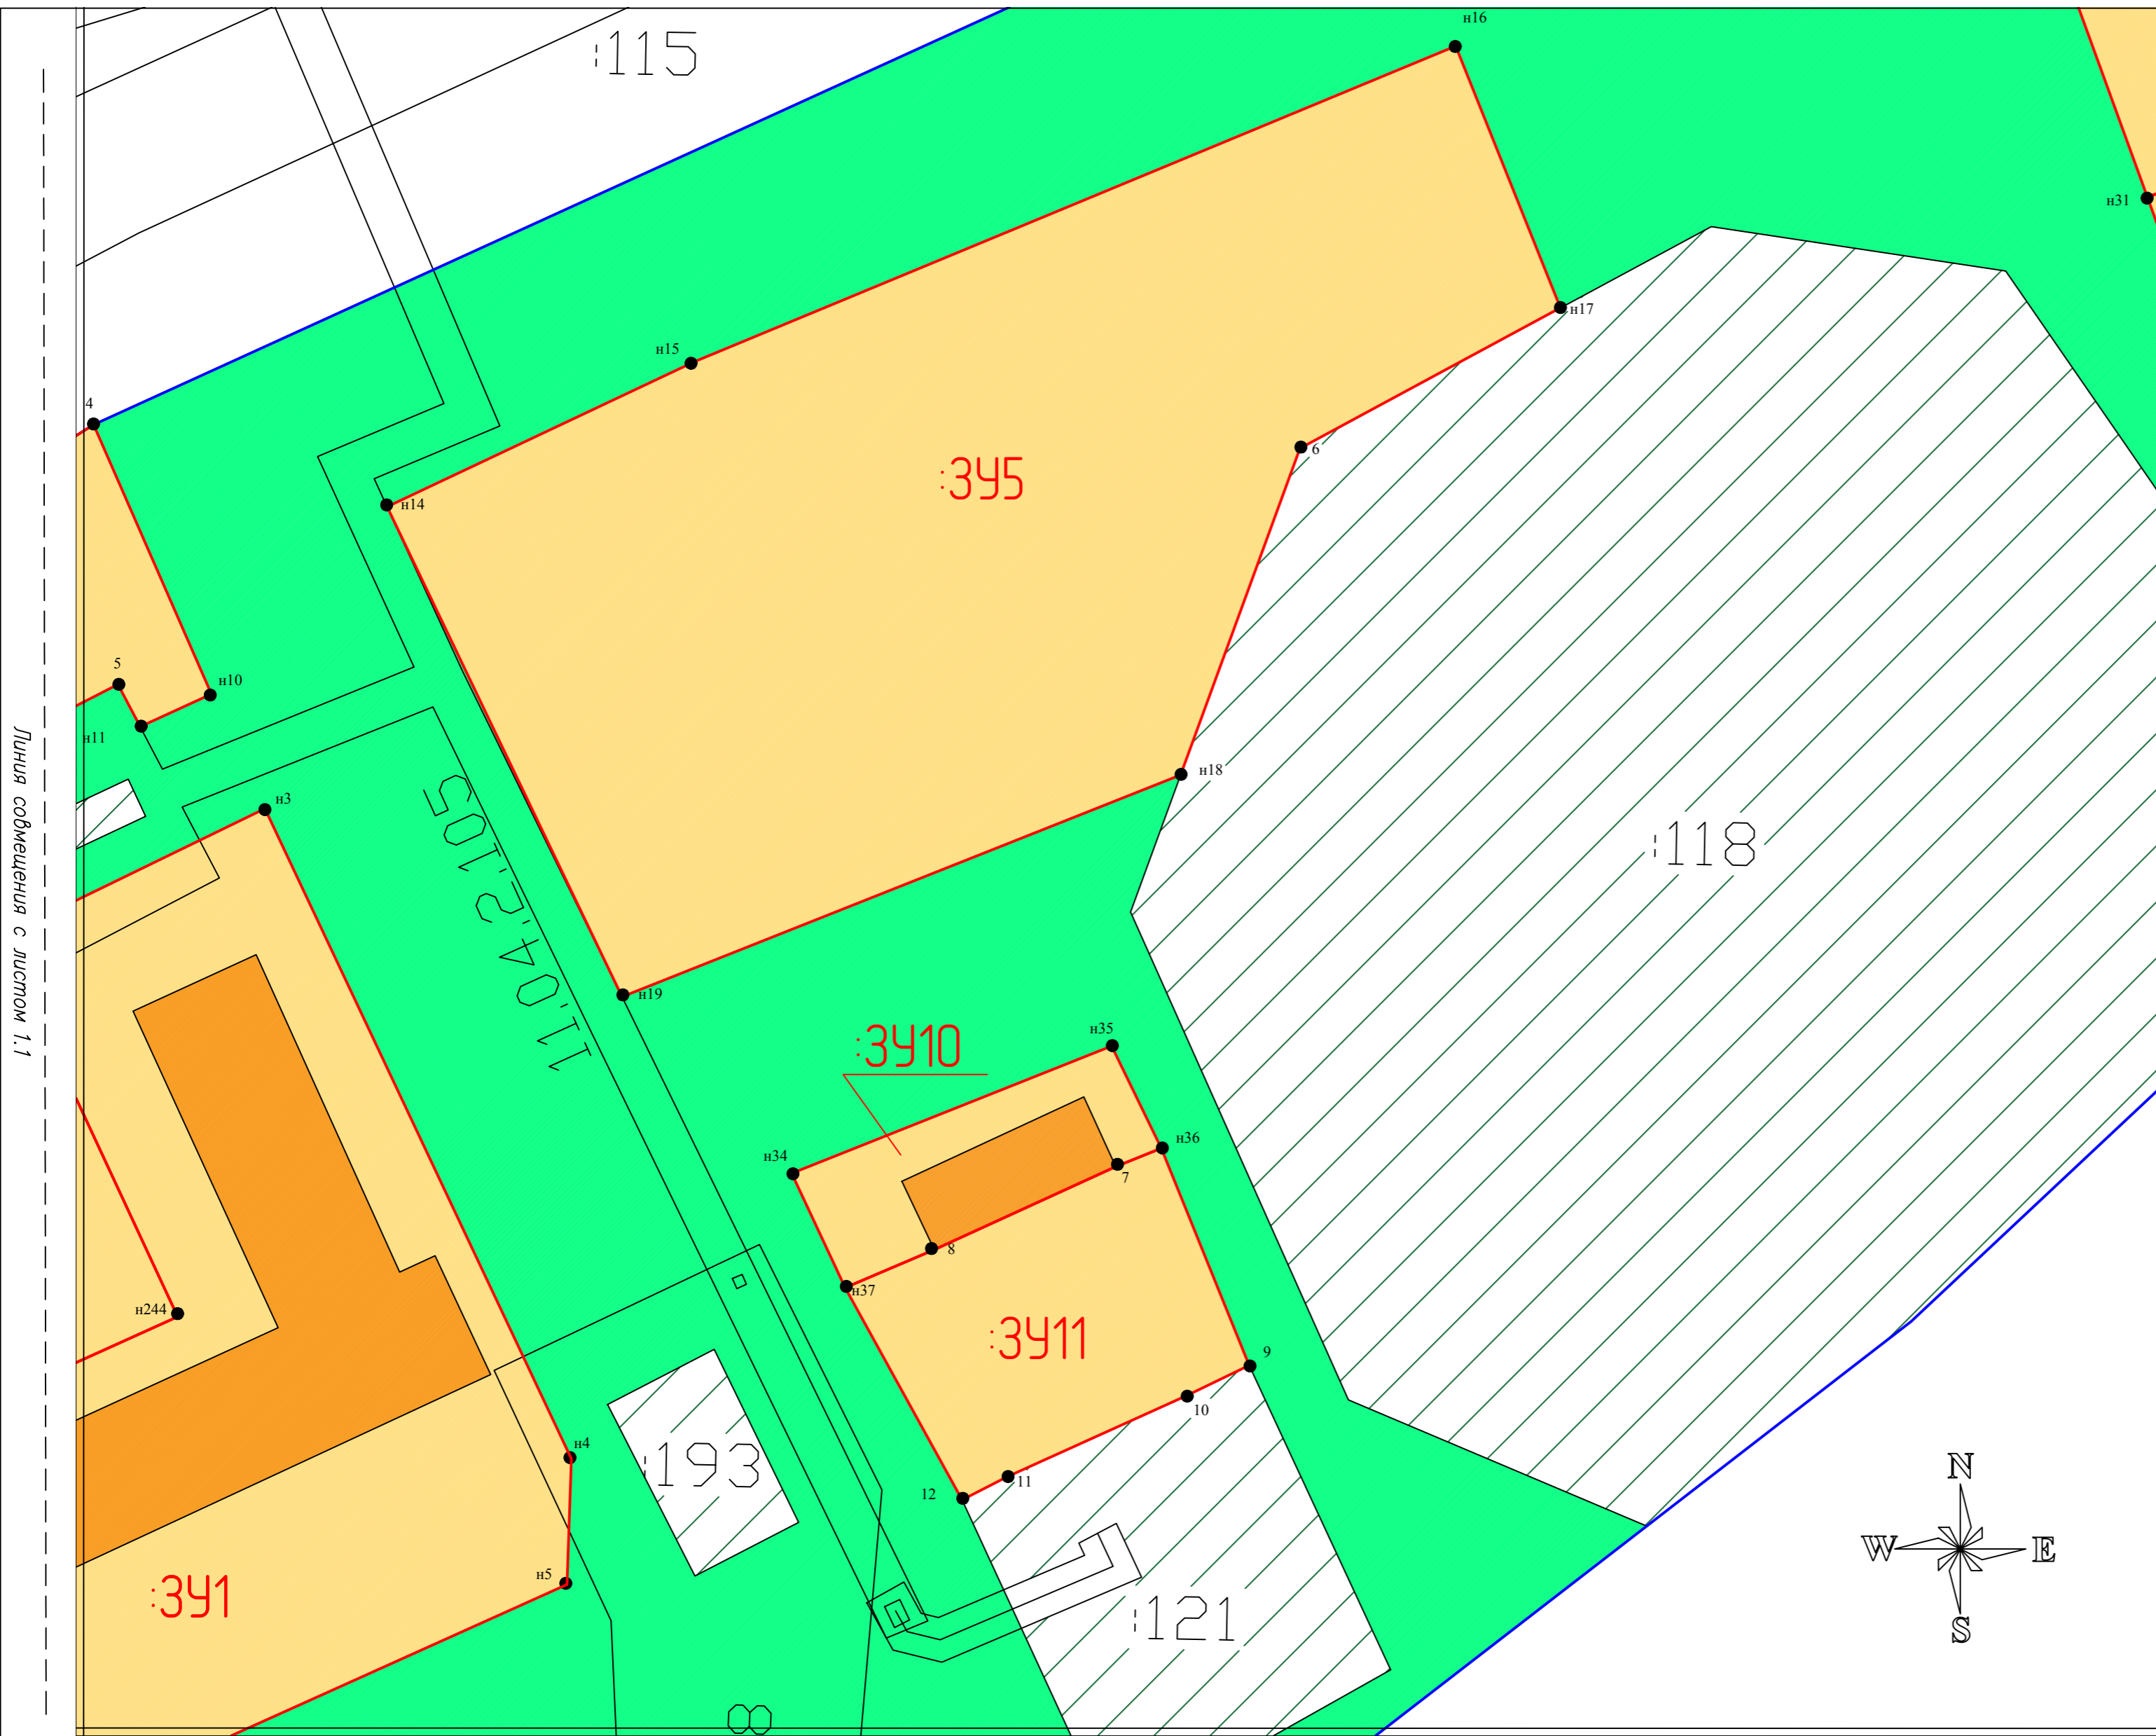 н16
:115
н31
н17
н15
4
6
:ЗУ5
н14
5
н10
н11
н18
н3
:118
Линия совмещения с листом 1.1
11.04.2.105
н19
н35
:ЗУ10
н36
н34
7
8
н37
н244
:ЗУ11
9
10
н4
11
12
:193
N
W
E
S
н5
:ЗУ1
:121
8